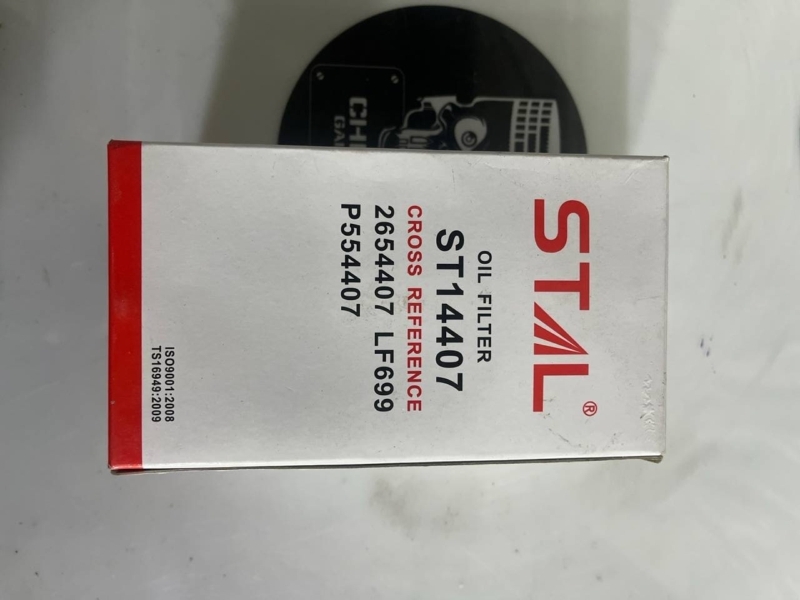 STAL®
OIL FILTER
ST14407
CROSS REFERENCE
2654407 LF699
P554407
ISO9001:2008
TS16949:2009